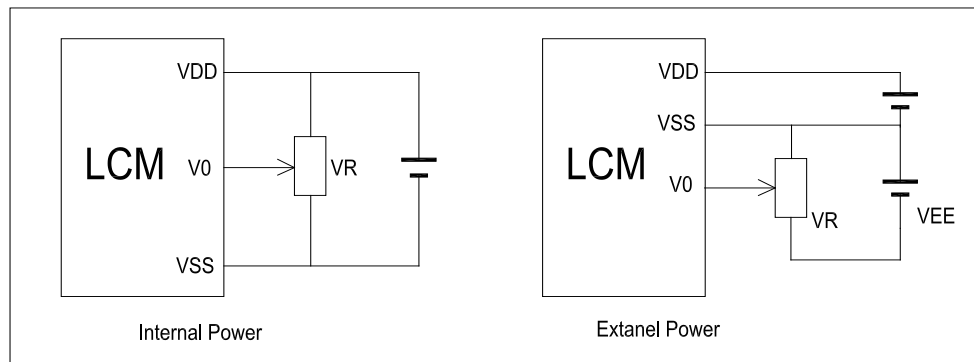 VDD
LCM
V0
VR
VSS
Internal Power
VDD
VSS
LCM
V0
VR
VEE
Extanel Power